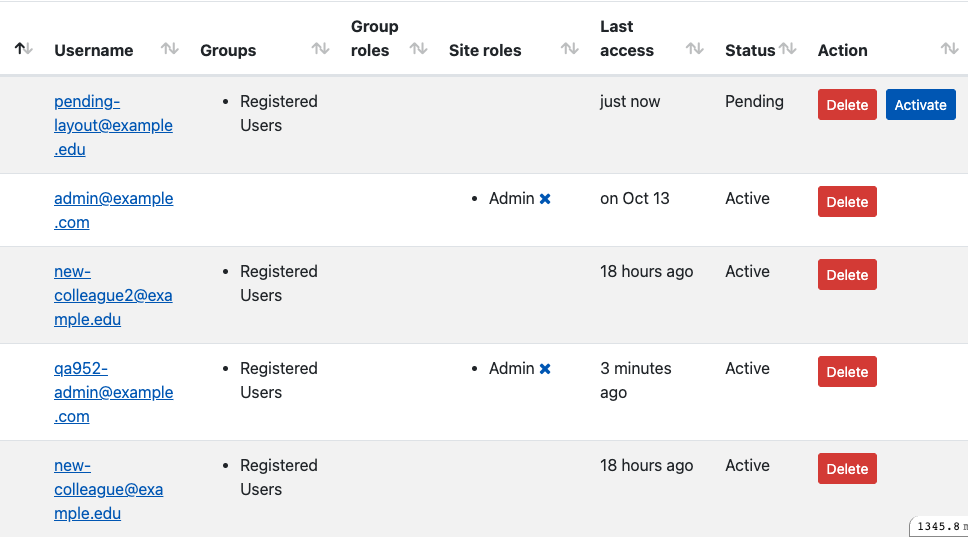 Group
Last
Username
Groups
roles
Site roles
access
Status
Action
pending-
layout@example
.edu
Registered
Users
just now
Pending
Delete
Activate
admin@example
.com
Admin
on Oct 13
Active
Delete
new-
colleague2@exa
mple.edu
Registered
Users
18 hours ago
Active
Delete
qa952-
admin@example
.com
Registered
Users
Admin
3 minutes
ago
Active
Delete
new-
colleague@exa
mple.edu
Registered
Users
18 hours ago
Active
Delete
1345.8